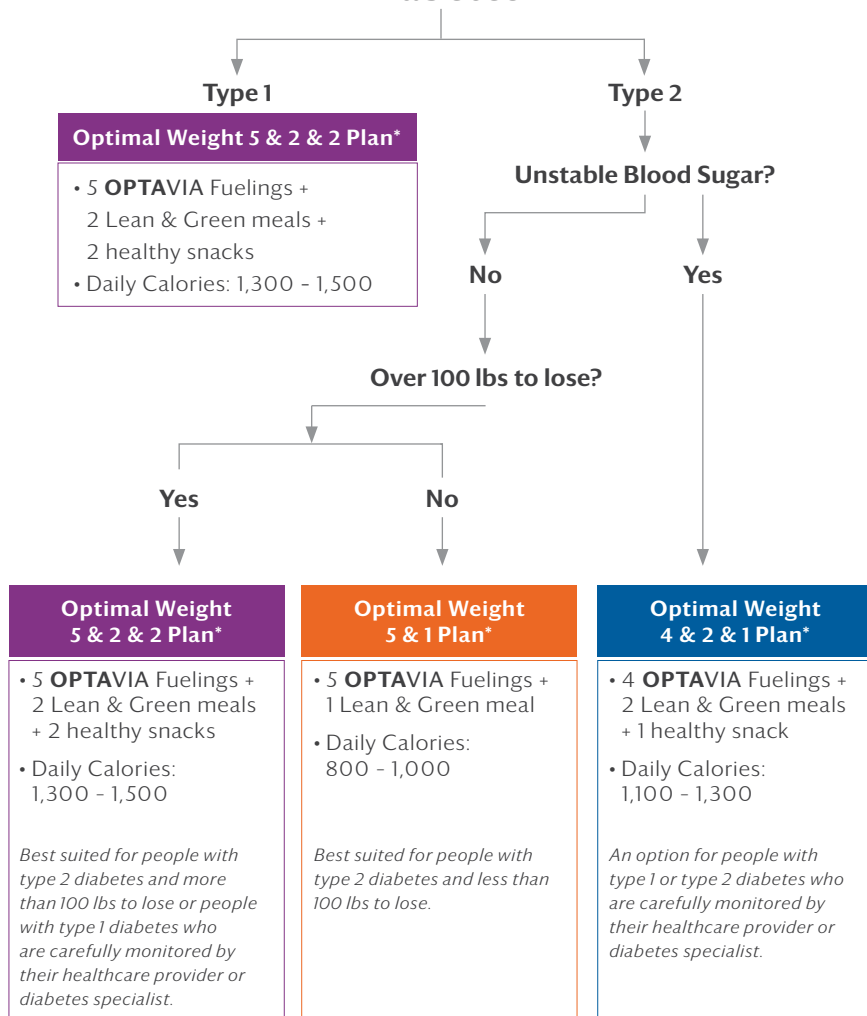 Type 1
Type 2
Optimal Weight 5 & 2 & 2 Plan*
• 5 OPTAVIA Fuelings +
2 Lean & Green meals +
2 healthy snacks
• Daily Calories: 1,300 - 1,500
Unstable Blood Sugar?
No
Yes
Over 100 lbs to lose?
Yes
No
Optimal Weight
5 & 2 & 2 Plan*
• 5 OPTAVIA Fuelings +
2 Lean & Green meals
+ 2 healthy snacks
• Daily Calories:
1,300 - 1,500
Best suited for people with
type 2 diabetes and more
than 100 lbs to lose or people
with type 1 diabetes who
are carefully monitored by
their healthcare provider or
diabetes specialist.
Optimal Weight
5 & 1 Plan*
• 5 OPTAVIA Fuelings +
1 Lean & Green meal
• Daily Calories:
800 - 1,000
Best suited for people with
type 2 diabetes and less than
100 lbs to lose.
Optimal Weight
4 & 2 & 1 Plan*
• 4 OPTAVIA Fuelings +
2 Lean & Green meals
+ 1 healthy snack
• Daily Calories:
1,100 - 1,300
An option for people with
type 1 or type 2 diabetes who
are carefully monitored by
their healthcare provider or
diabetes specialist.